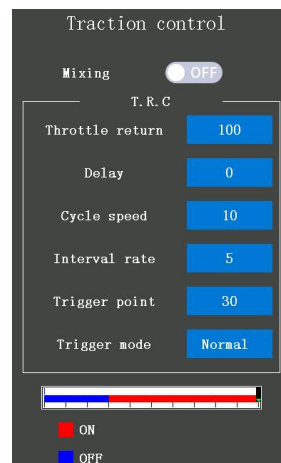 Traction control
Mixing OFF
T.R.C
Throttle return 100
Delay 0
Cycle speed 10
Interval rate 5
Trigger point 30
Trigger mode Normal
ON
OFF